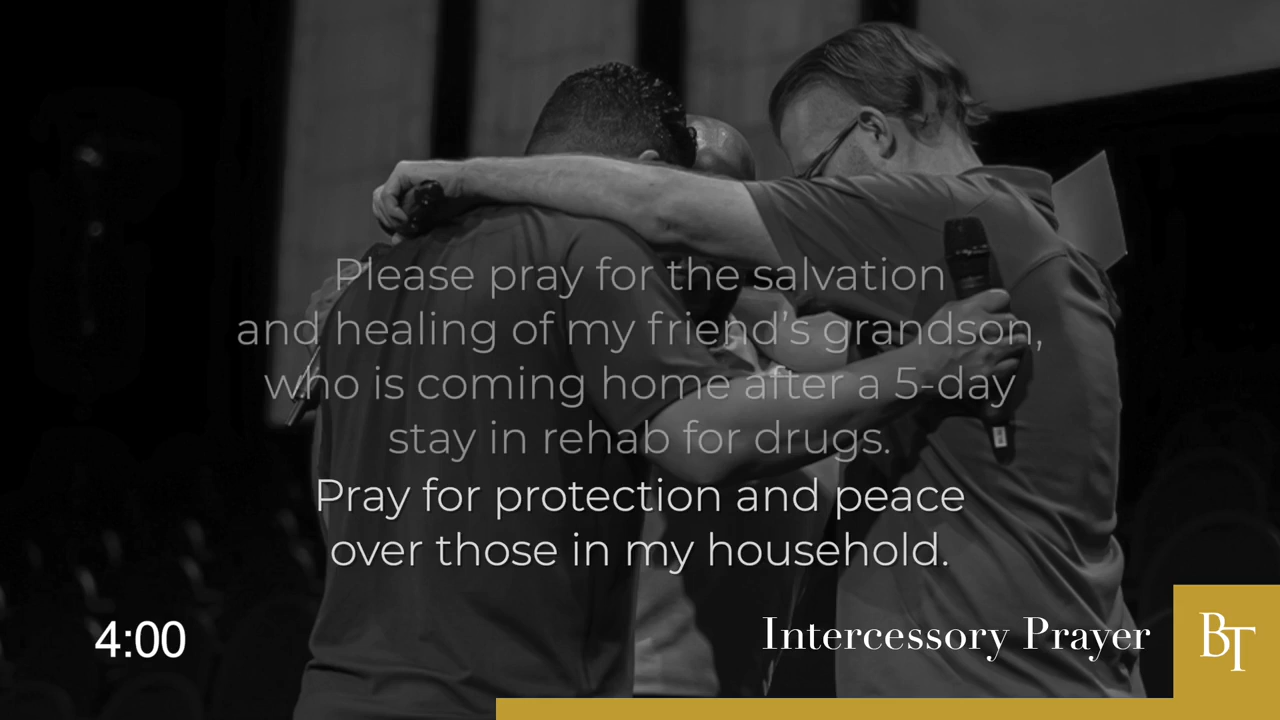 Please pray for the salvation
and healing of my friend’s grandson,
who is coming home after a 5-day
stay in rehab for drugs.
Pray for protection and peace
over those in my household.
4:00
Intercessory Prayer
BT